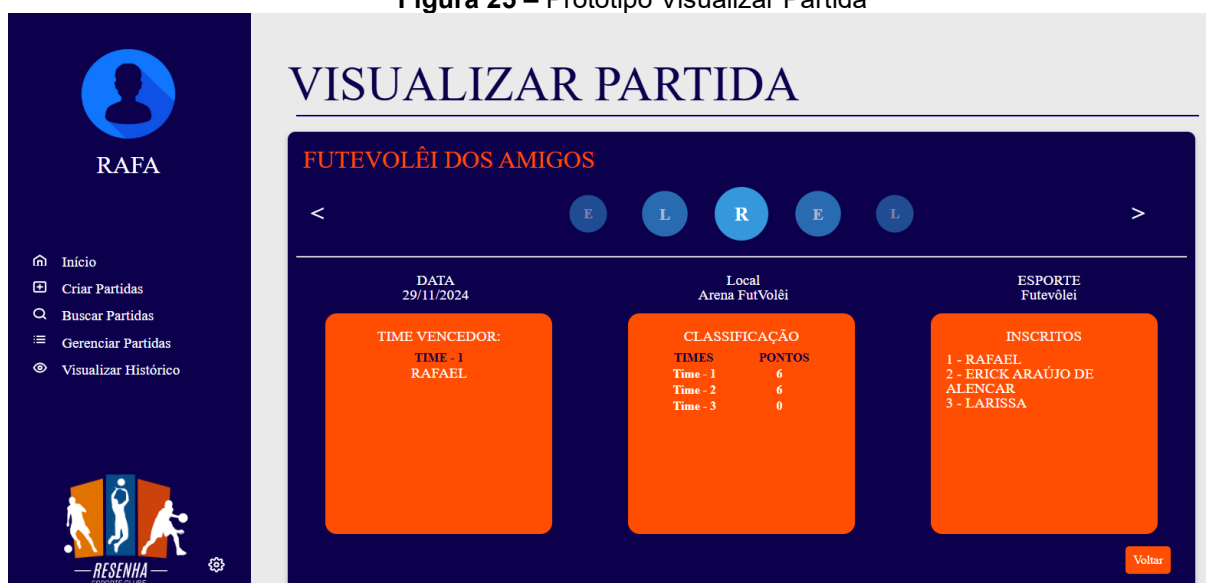 Figura 25 – Protótipo Visualizar Partida
RAFA
Início
Criar Partidas
Buscar Partidas
Gerenciar Partidas
Visualizar Histórico
RESENHA
ESPORTE CLUBE
VISUALIZAR PARTIDA
FUTEVOLÊI DOS AMIGOS
< E L R E L >
DATA
29/11/2024
Local
Arena FutVolêi
ESPORTE
Futevôlei
TIME VENCEDOR:
TIME - 1
RAFAEL
CLASSIFICAÇÃO
TIMES PONTOS
Time - 1 6
Time - 2 6
Time - 3 0
INSCRITOS
1 - RAFAEL
2 - ERICK ARAÚJO DE
ALENCAR
3 - LARISSA
Voltar